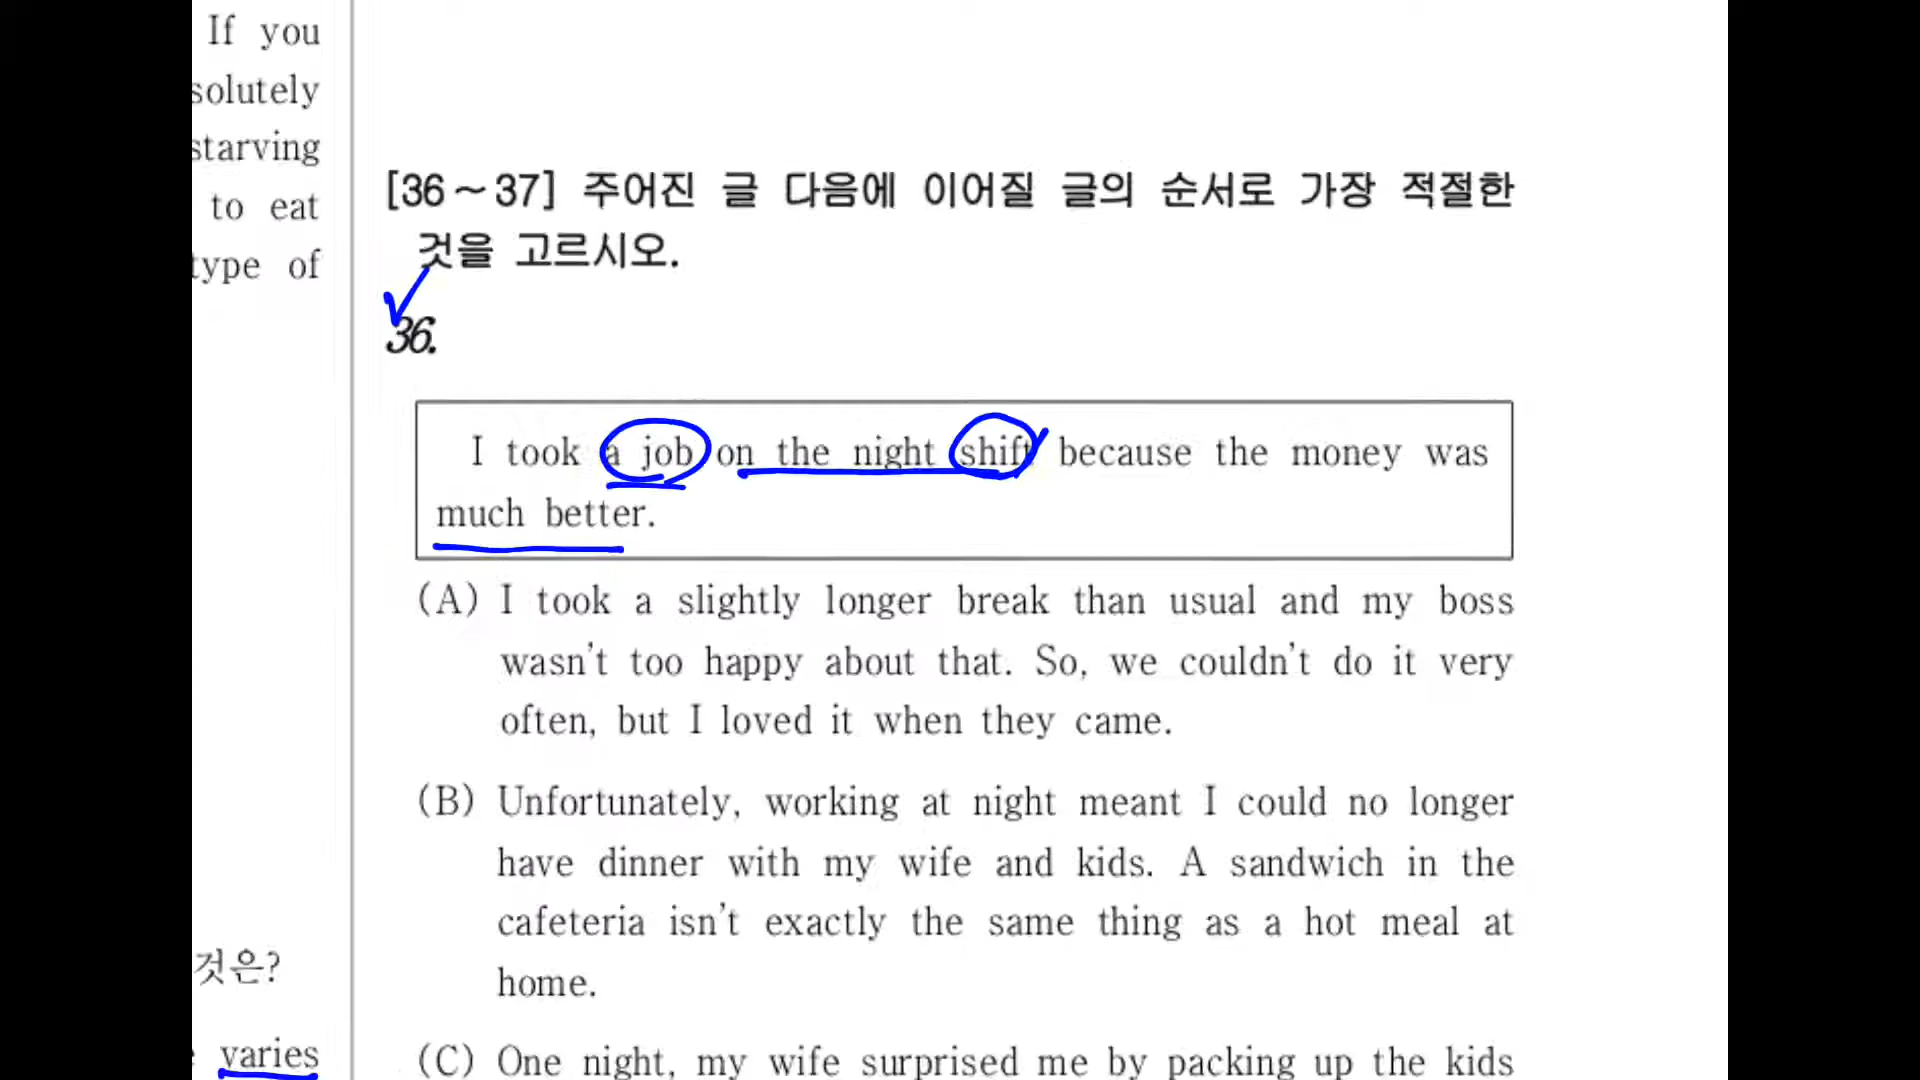 If you
solutely
starving
to eat
type of
것은?
varies
[36~37] 주어진 글 다음에 이어질 글의 순서로 가장 적절한
것을 고르시오.
36.
I took a job on the night shift because the money was
much better.
(A) I took a slightly longer break than usual and my boss
wasn't too happy about that. So, we couldn't do it very
often, but I loved it when they came.
(B) Unfortunately, working at night meant I could no longer
have dinner with my wife and kids. A sandwich in the
cafeteria isn't exactly the same thing as a hot meal at
home.
(C) One night, my wife surprised me by packing up the kids